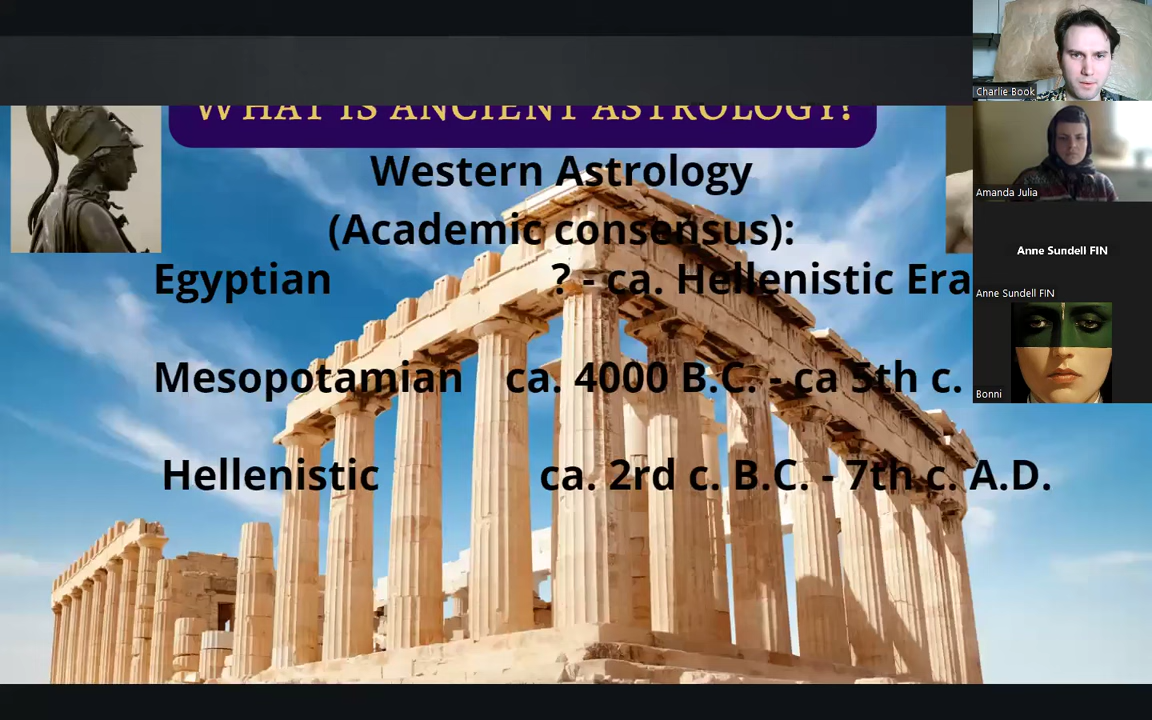 WHAT IS ANCIENT ASTROLOGY?
Western Astrology
(Academic consensus):
Egyptian ? - ca. Hellenistic Era
Mesopotamian ca. 4000 B.C. - ca 5th c.
Hellenistic ca. 2rd c. B.C. - 7th c. A.D.
Charlie Book
Amanda Julia
Anne Sundell FIN
Anne Sundell FIN
Bonni